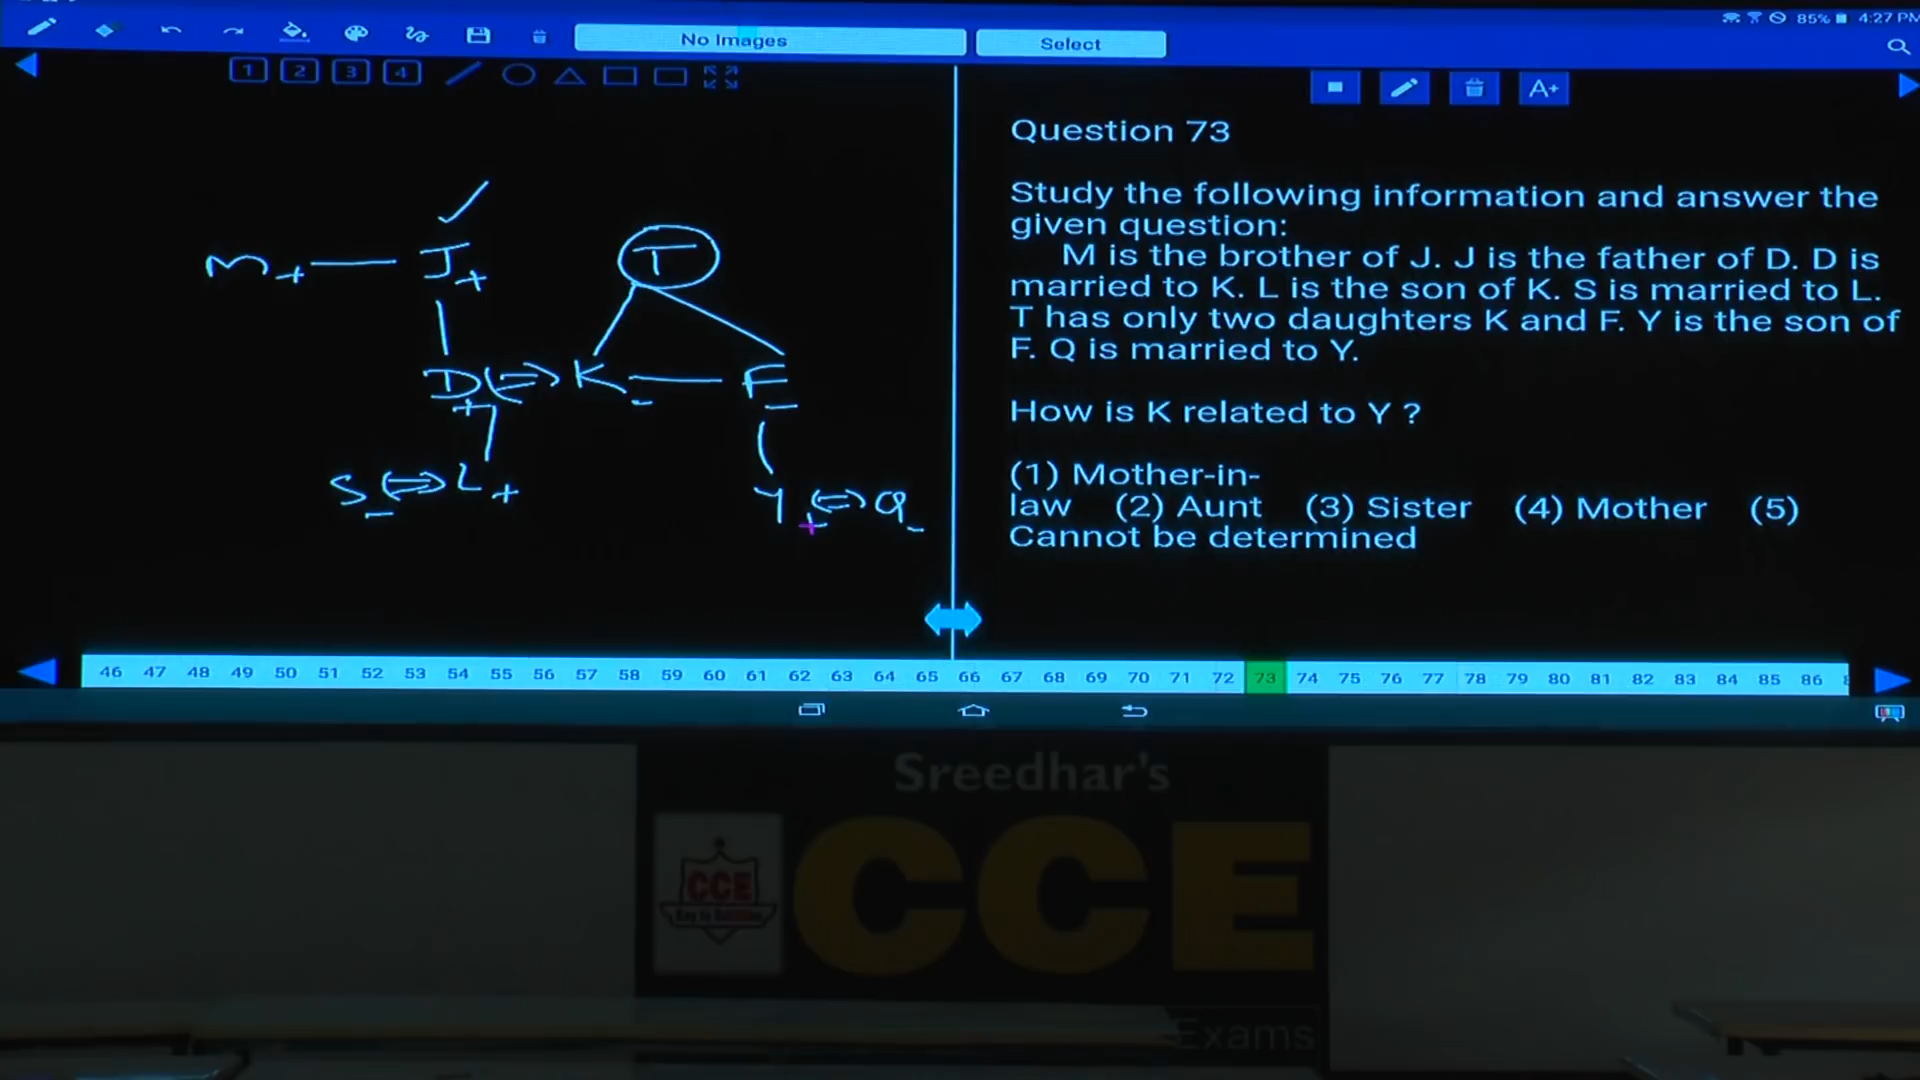 85% 4:27 PM
No Images
Select
1 2 3 4
A+
Question 73
Study the following information and answer the
given question:
M is the brother of J. J is the father of D. D is
married to K. L is the son of K. S is married to L.
T has only two daughters K and F. Y is the son of
F. Q is married to Y.
How is K related to Y ?
(1) Mother-in-
law (2) Aunt (3) Sister (4) Mother (5)
Cannot be determined
M+ J+ T
D+ K- F-
S- L+ Y+ Q-
46 47 48 49 50 51 52 53 54 55 56 57 58 59 60 61 62 63 64 65 66 67 68 69 70 71 72 73 74 75 76 77 78 79 80 81 82 83 84 85 86
Sreedhar's
CCE
CCE
Exams